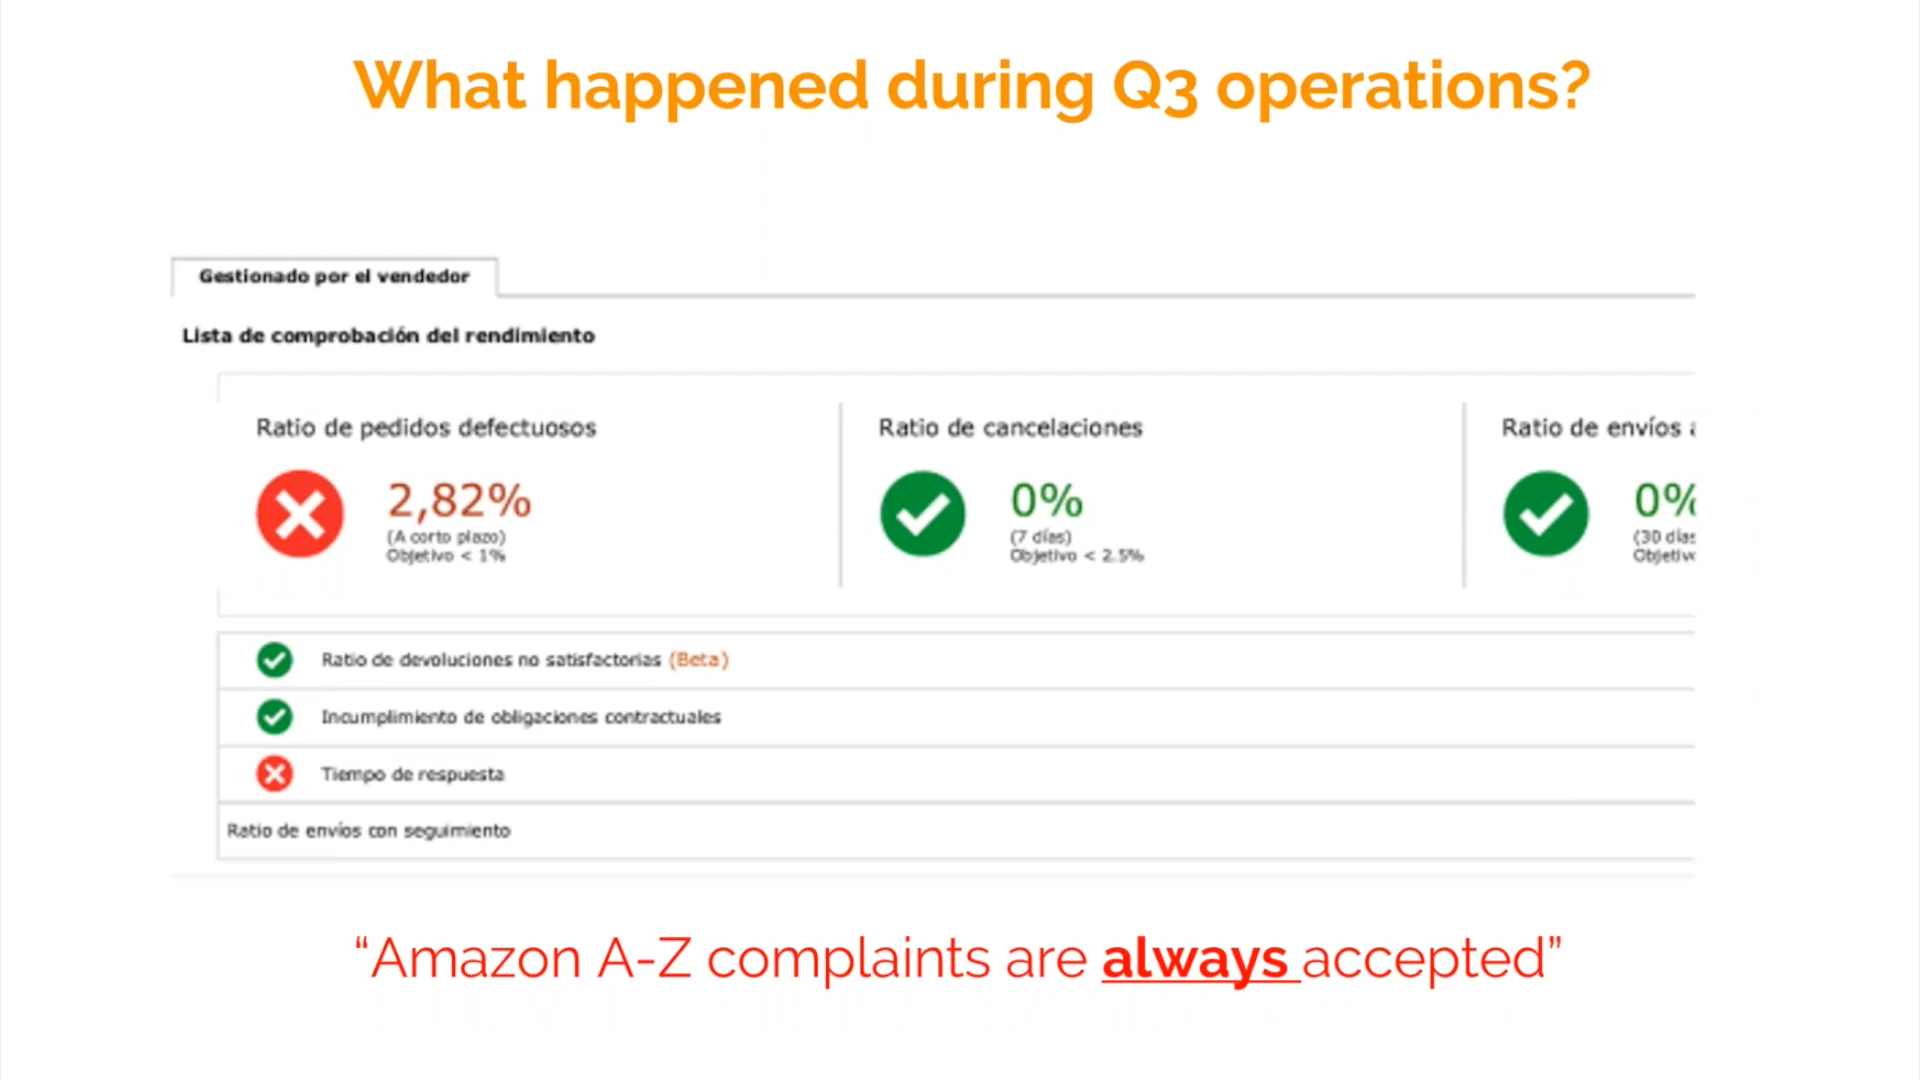 What happened during Q3 operations?
Gestionado por el vendedor
Lista de comprobación del rendimiento
Ratio de pedidos defectuosos
2,82%
(A corto plazo)
Objetivo < 1%
Ratio de cancelaciones
0%
(7 días)
Objetivo < 2.5%
Ratio de envíos
0%
(30
Ratio de devoluciones no satisfactorias (Beta)
Incumplimiento de obligaciones contractuales
Tiempo de respuesta
Ratio de envíos con seguimiento
“Amazon A-Z complaints are always accepted”